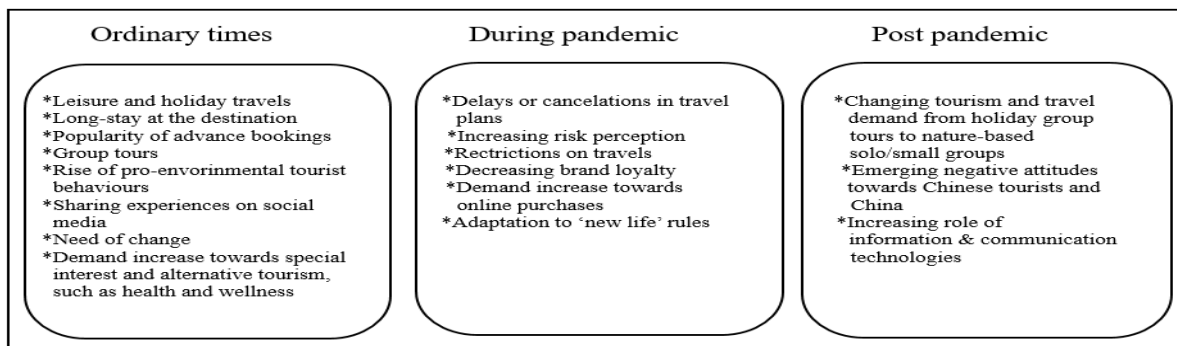 Ordinary times
*Leisure and holiday travels
*Long-stay at the destination
*Popularity of advance bookings
*Group tours
*Rise of pro-envorinmental tourist
behaviours
*Sharing experiences on social
media
*Need of change
*Demand increase towards special
interest and alternative tourism,
such as health and wellness
During pandemic
*Delays or cancelations in travel
plans
*Increasing risk perception
*Rectrictions on travels
*Decreasing brand loyalty
*Demand increase towards
online purchases
*Adaptation to ‘new life’ rules
Post pandemic
*Changing tourism and travel
demand from holiday group
tours to nature-based
solo/small groups
*Emerging negative attitudes
towards Chinese tourists and
China
*Increasing role of
information & communication
technologies